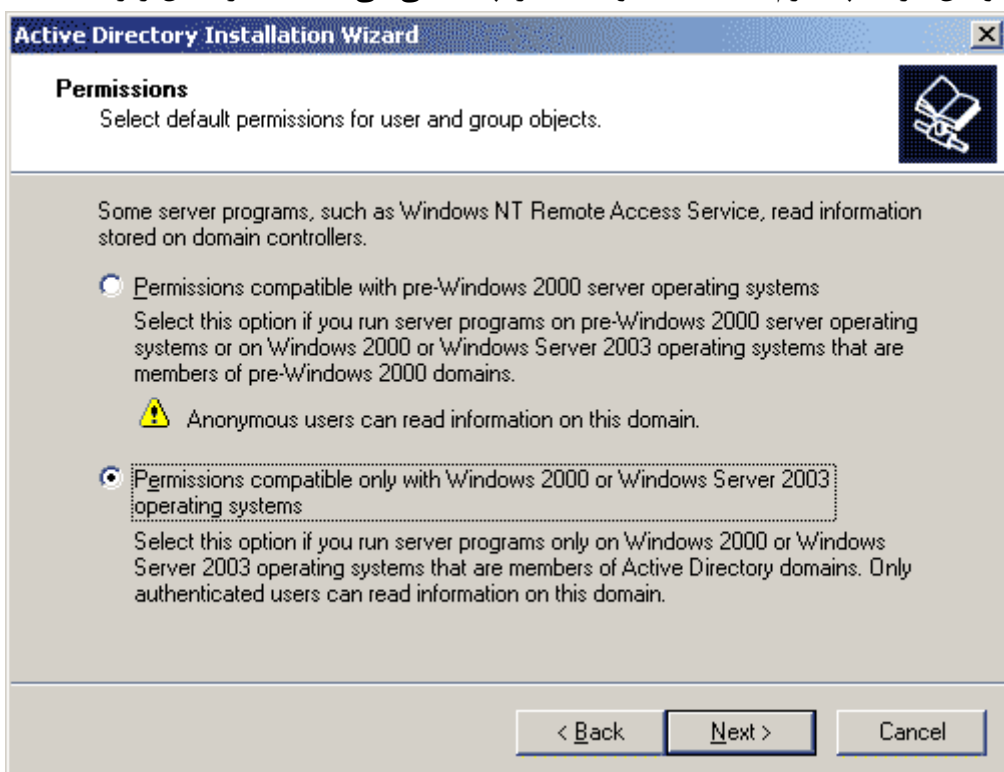 Active Directory Installation Wizard
Permissions
Select default permissions for user and group objects.
Some server programs, such as Windows NT Remote Access Service, read information
stored on domain controllers.
Permissions compatible with pre-Windows 2000 server operating systems
Select this option if you run server programs on pre-Windows 2000 server operating
systems or on Windows 2000 or Windows Server 2003 operating systems that are
members of pre-Windows 2000 domains.
Anonymous users can read information on this domain.
Permissions compatible only with Windows 2000 or Windows Server 2003
operating systems
Select this option if you run server programs only on Windows 2000 or Windows
Server 2003 operating systems that are members of Active Directory domains. Only
authenticated users can read information on this domain.
< Back
Next >
Cancel